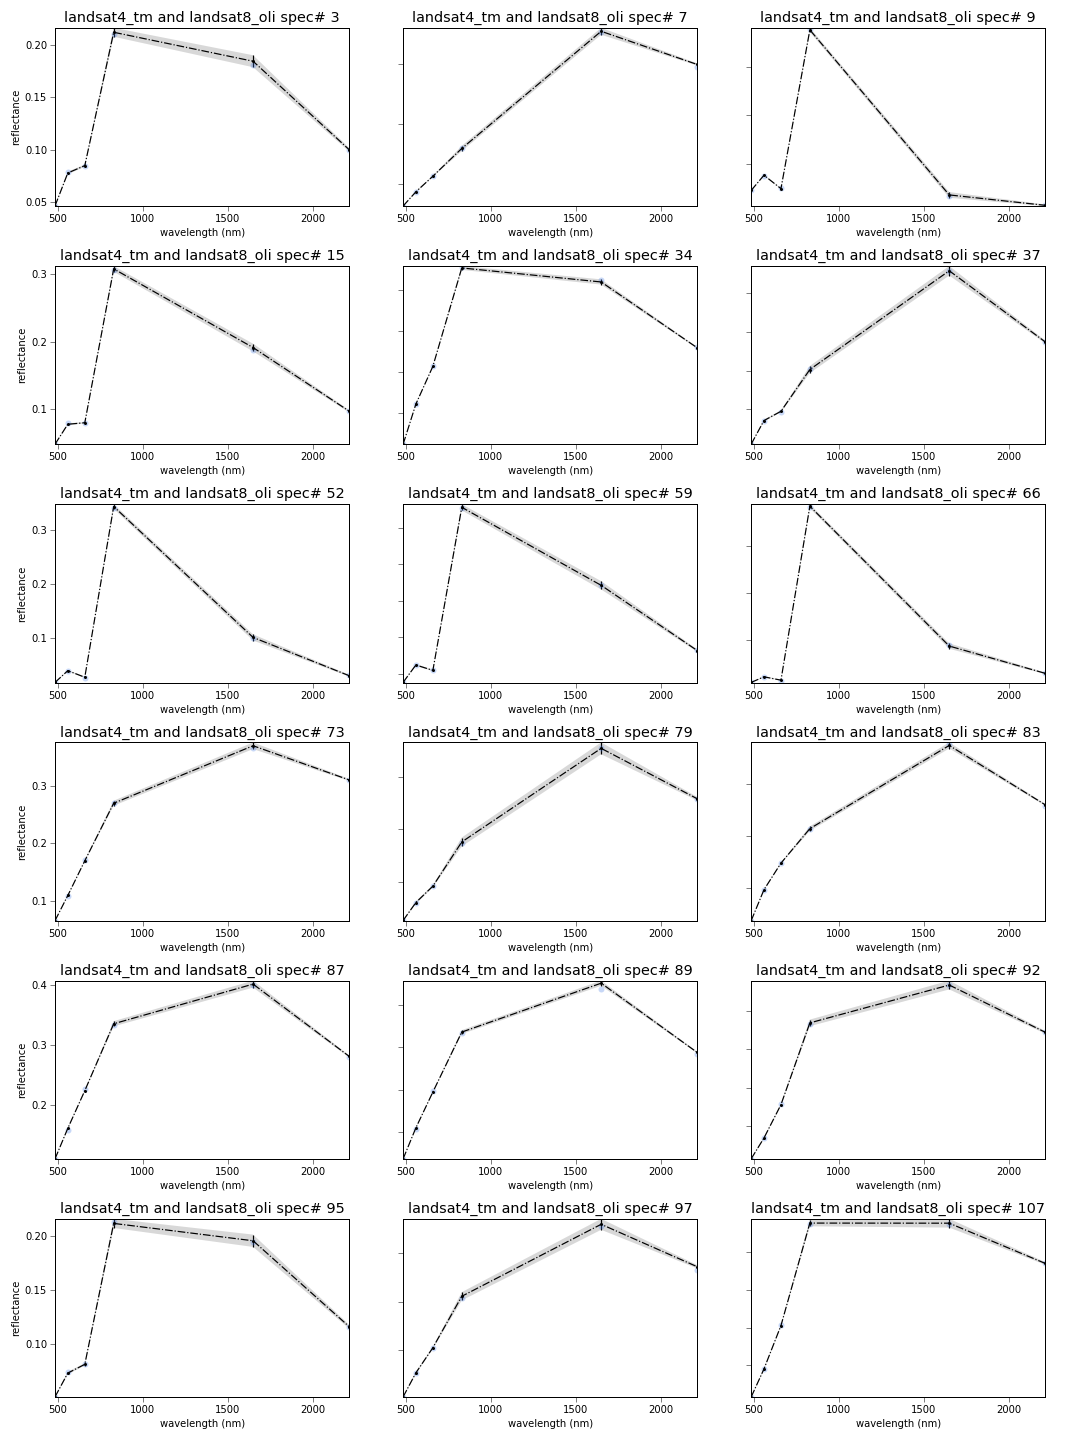 landsat4_tm and landsat8_oli spec# 3
landsat4_tm and landsat8_oli spec# 7
landsat4_tm and landsat8_oli spec# 9
reflectance
0.20
0.15
0.10
0.05
500 1000 1500 2000
500 1000 1500 2000
500 1000 1500 2000
wavelength (nm)
wavelength (nm)
wavelength (nm)
landsat4_tm and landsat8_oli spec# 15
landsat4_tm and landsat8_oli spec# 34
landsat4_tm and landsat8_oli spec# 37
reflectance
0.3
0.2
0.1
500 1000 1500 2000
500 1000 1500 2000
500 1000 1500 2000
wavelength (nm)
wavelength (nm)
wavelength (nm)
landsat4_tm and landsat8_oli spec# 52
landsat4_tm and landsat8_oli spec# 59
landsat4_tm and landsat8_oli spec# 66
reflectance
0.3
0.2
0.1
500 1000 1500 2000
500 1000 1500 2000
500 1000 1500 2000
wavelength (nm)
wavelength (nm)
wavelength (nm)
landsat4_tm and landsat8_oli spec# 73
landsat4_tm and landsat8_oli spec# 79
landsat4_tm and landsat8_oli spec# 83
reflectance
0.3
0.2
0.1
500 1000 1500 2000
500 1000 1500 2000
500 1000 1500 2000
wavelength (nm)
wavelength (nm)
wavelength (nm)
landsat4_tm and landsat8_oli spec# 87
landsat4_tm and landsat8_oli spec# 89
landsat4_tm and landsat8_oli spec# 92
reflectance
0.4
0.3
0.2
500 1000 1500 2000
500 1000 1500 2000
500 1000 1500 2000
wavelength (nm)
wavelength (nm)
wavelength (nm)
landsat4_tm and landsat8_oli spec# 95
landsat4_tm and landsat8_oli spec# 97
landsat4_tm and landsat8_oli spec# 107
reflectance
0.20
0.15
0.10
500 1000 1500 2000
500 1000 1500 2000
500 1000 1500 2000
wavelength (nm)
wavelength (nm)
wavelength (nm)